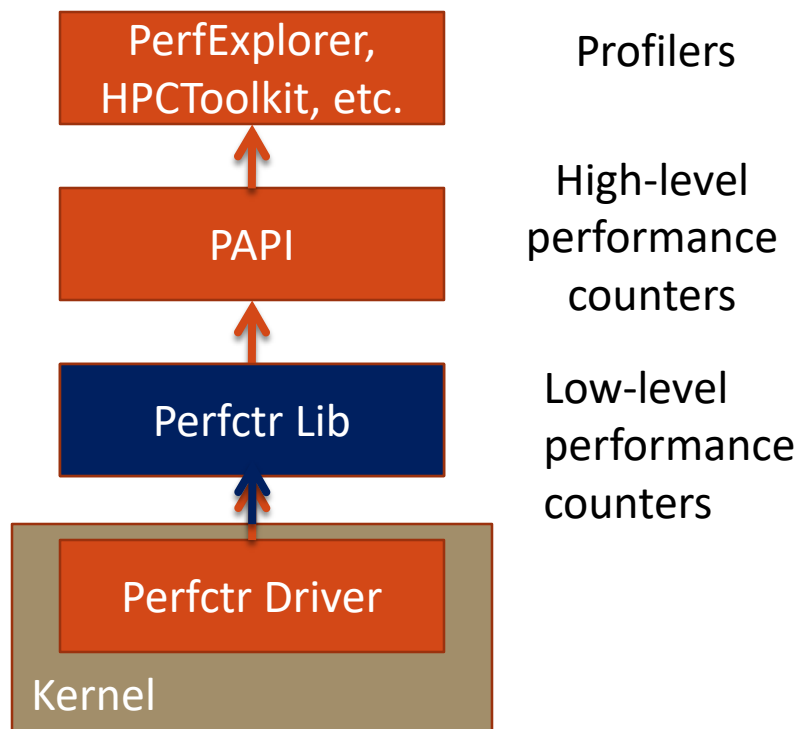 PerfExplorer,
HPCToolkit, etc.
Profilers
PAPI
High-level
performance
counters
Perfctr Lib
Low-level
performance
counters
Perfctr Driver
Kernel